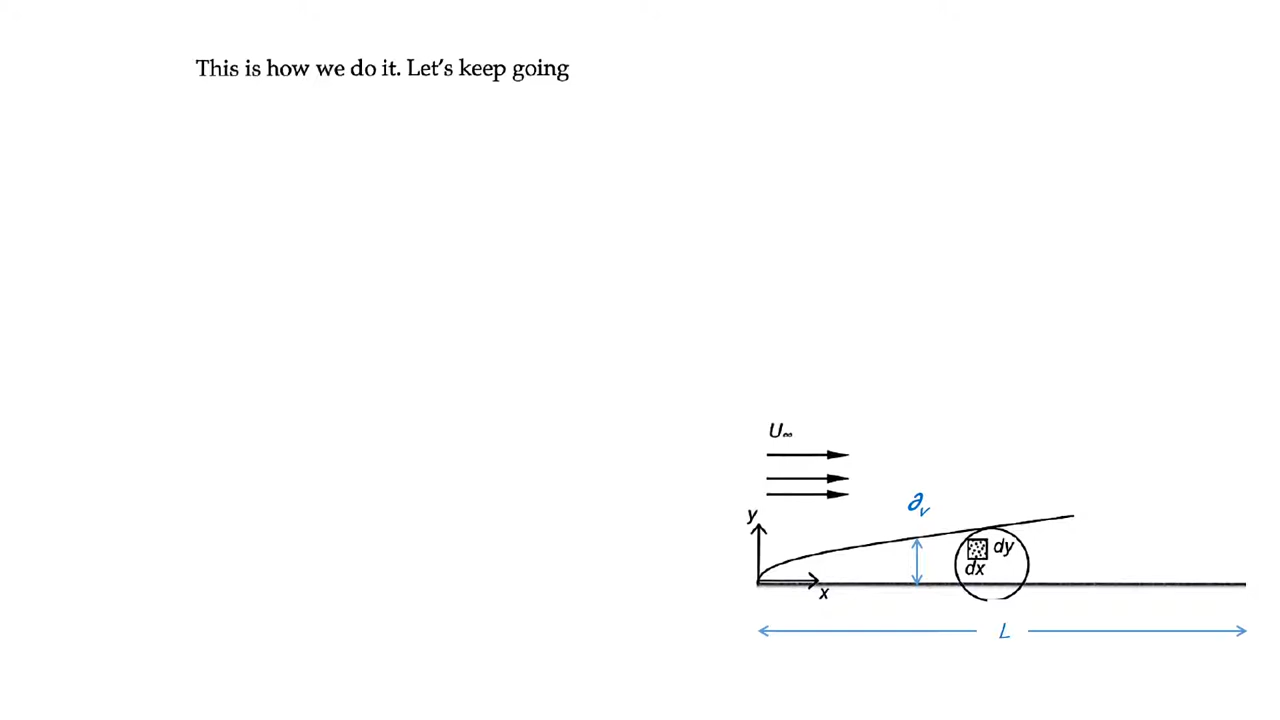 This is how we do it. Let's keep going
U∞
∂v
y
dy
dx
x
L